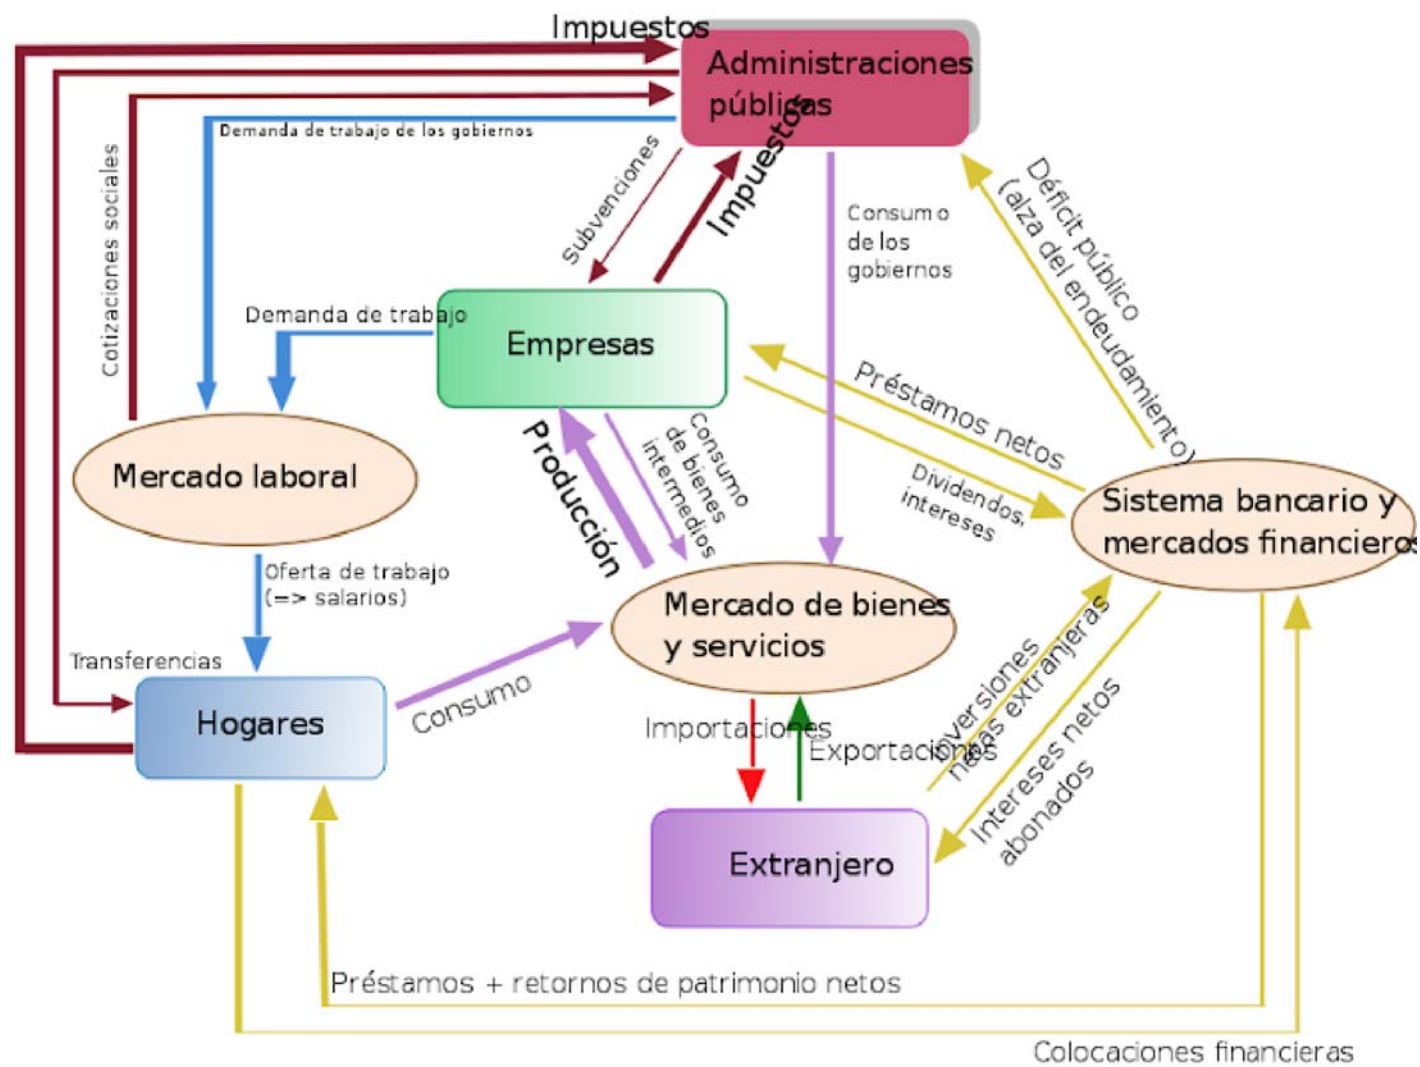 Impuestos
Administraciones
públicas
Demanda de trabajo de los gobiernos
Cotizaciones sociales
Subvenciones
Impuestos
Consumo
de los
gobiernos
Déficit público
(alza del endeudamiento)
Demanda de trabajo
Empresas
Préstamos netos
Dividendos,
intereses
Producción
Consumo
de bienes
intermedios
Mercado laboral
Sistema bancario y
mercados financieros
Oferta de trabajo
(=> salarios)
Mercado de bienes
y servicios
Transferencias
Hogares
Consumo
Importaciones
Exportaciones
Inversiones
netas extranjeras
Intereses netos
abonados
Extranjero
Préstamos + retornos de patrimonio netos
Colocaciones financieras